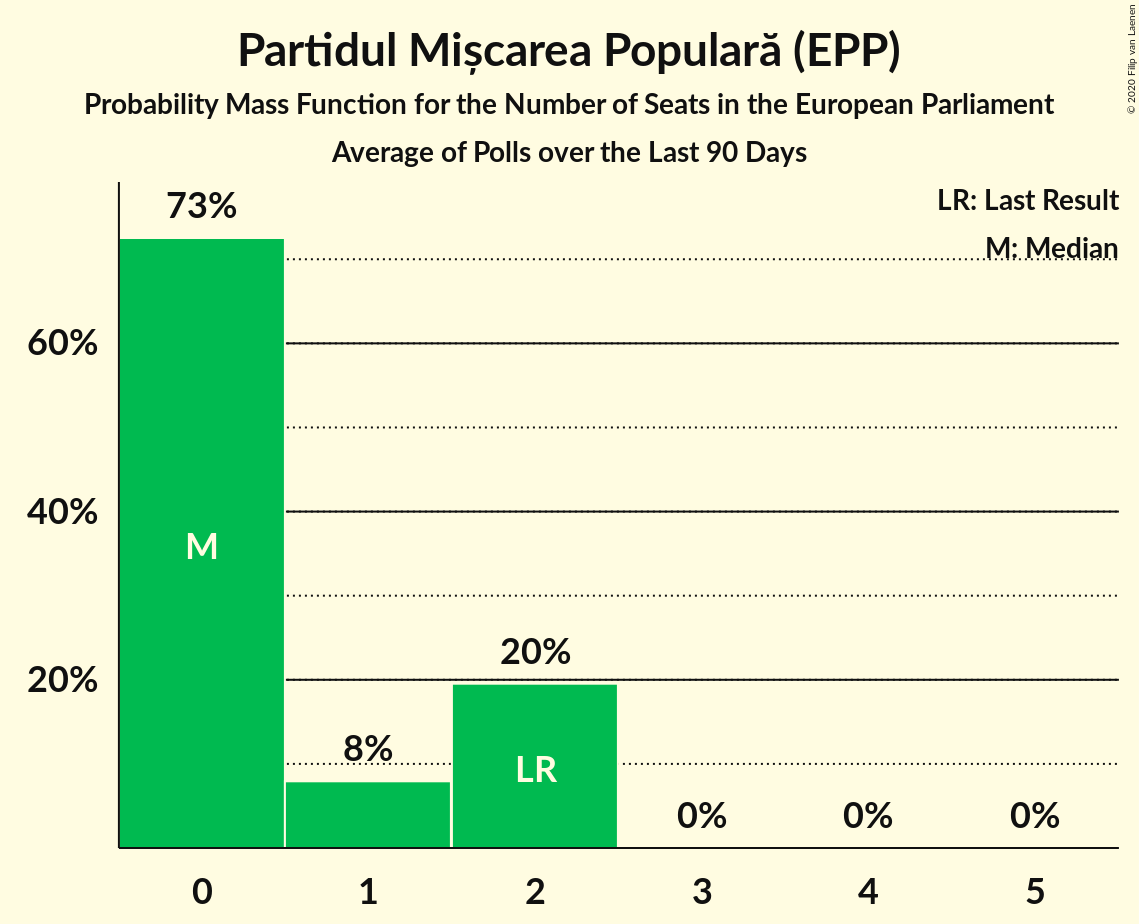 Partidul Mișcarea Populară (EPP)
Probability Mass Function for the Number of Seats in the European Parliament
Average of Polls over the Last 90 Days
© 2020 Filip van Laenen
LR: Last Result
M: Median
73%
60%
40%
M
20%
20%
8%
LR
0% 0% 0%
0 1 2 3 4 5